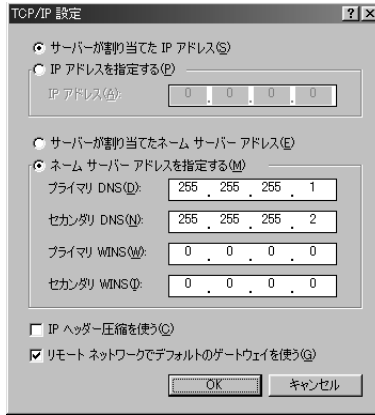 TCP/IP 設定
サーバーが割り当てた IP アドレス(S)
IP アドレスを指定する(P)
IP アドレス(A): 0 . 0 . 0 . 0
サーバーが割り当てたネーム サーバー アドレス(E)
ネーム サーバー アドレスを指定する(M)
プライマリ DNS(D): 255 . 255 . 255 . 1
セカンダリ DNS(N): 255 . 255 . 255 . 2
プライマリ WINS(W): 0 . 0 . 0 . 0
セカンダリ WINS(I): 0 . 0 . 0 . 0
IP ヘッダー圧縮を使う(C)
リモート ネットワークでデフォルトのゲートウェイを使う(G)
OK キャンセル